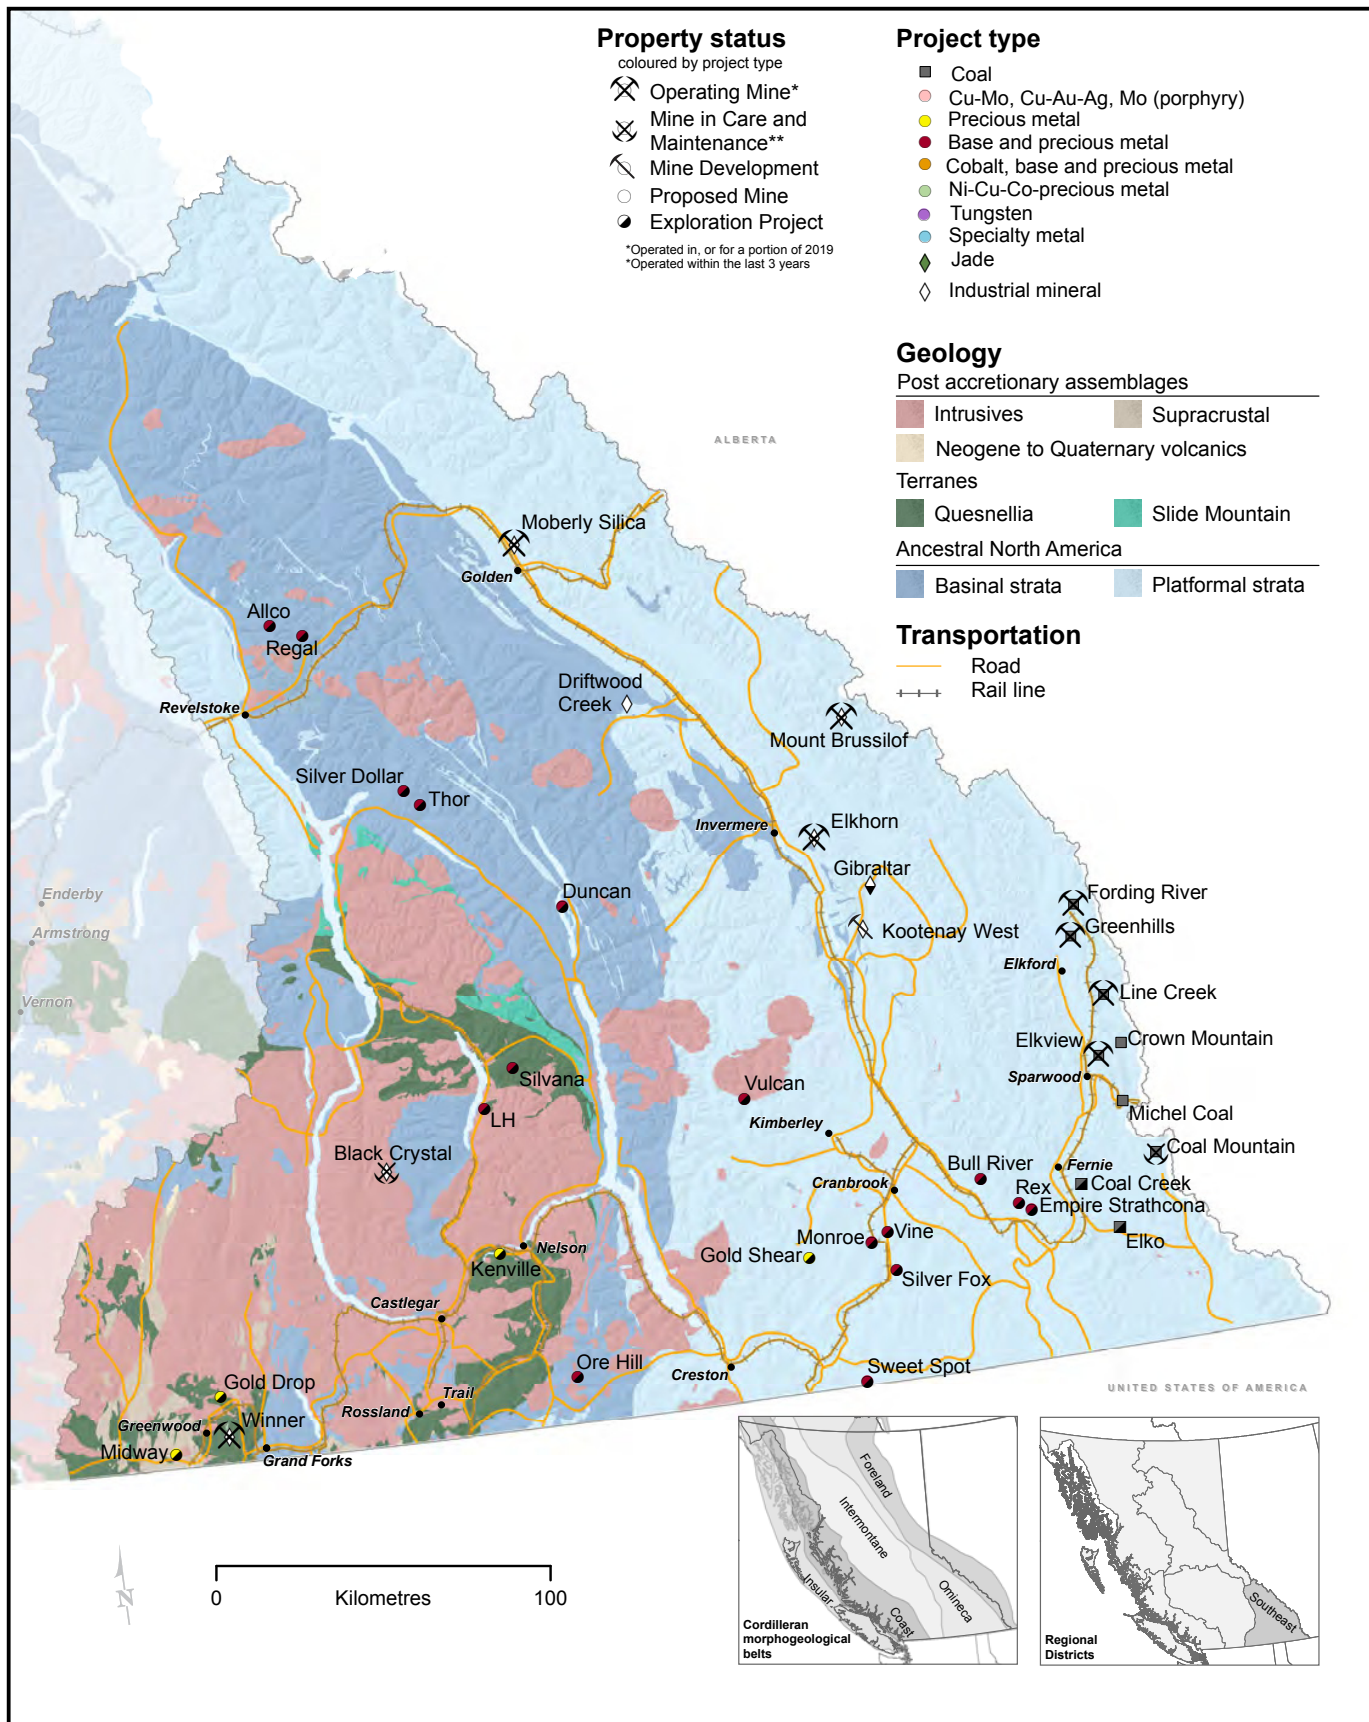 Property status
coloured by project type
Operating Mine*
Mine in Care and
Maintenance**
Mine Development
Proposed Mine
Exploration Project
*Operated in, or for a portion of 2019
*Operated within the last 3 years
Project type
Coal
Cu-Mo, Cu-Au-Ag, Mo (porphyry)
Precious metal
Base and precious metal
Cobalt, base and precious metal
Ni-Cu-Co-precious metal
Tungsten
Specialty metal
Jade
Industrial mineral
Geology
Post accretionary assemblages
Intrusives
Supracrustal
Neogene to Quaternary volcanics
Terranes
Quesnellia
Slide Mountain
Ancestral North America
Basinal strata
Platformal strata
Transportation
Road
Rail line
ALBERTA
Moberly Silica
Golden
Allco
Regal
Revelstoke
Driftwood
Creek
Mount Brussilof
Silver Dollar
Thor
Invermere
Elkhorn
Gibraltar
Enderby
Armstrong
Vernon
Duncan
Kootenay West
Fording River
Greenhills
Elkford
Line Creek
Elkview
Crown Mountain
Sparwood
Silvana
Vulcan
LH
Michel Coal
Kimberley
Black Crystal
Coal Mountain
Fernie
Bull River
Cranbrook
Coal Creek
Rex
Empire Strathcona
Vine
Monroe
Elko
Nelson
Kenville
Gold Shear
Silver Fox
Castlegar
Ore Hill
Creston
Sweet Spot
Gold Drop
Trail
Rossland
Greenwood
Winner
Midway
Grand Forks
UNITED STATES OF AMERICA
N
0
Kilometres
100
Foreland
Intermontane
Omineca
Insular
Coast
Cordilleran
morphogeological
belts
Southeast
Regional
Districts